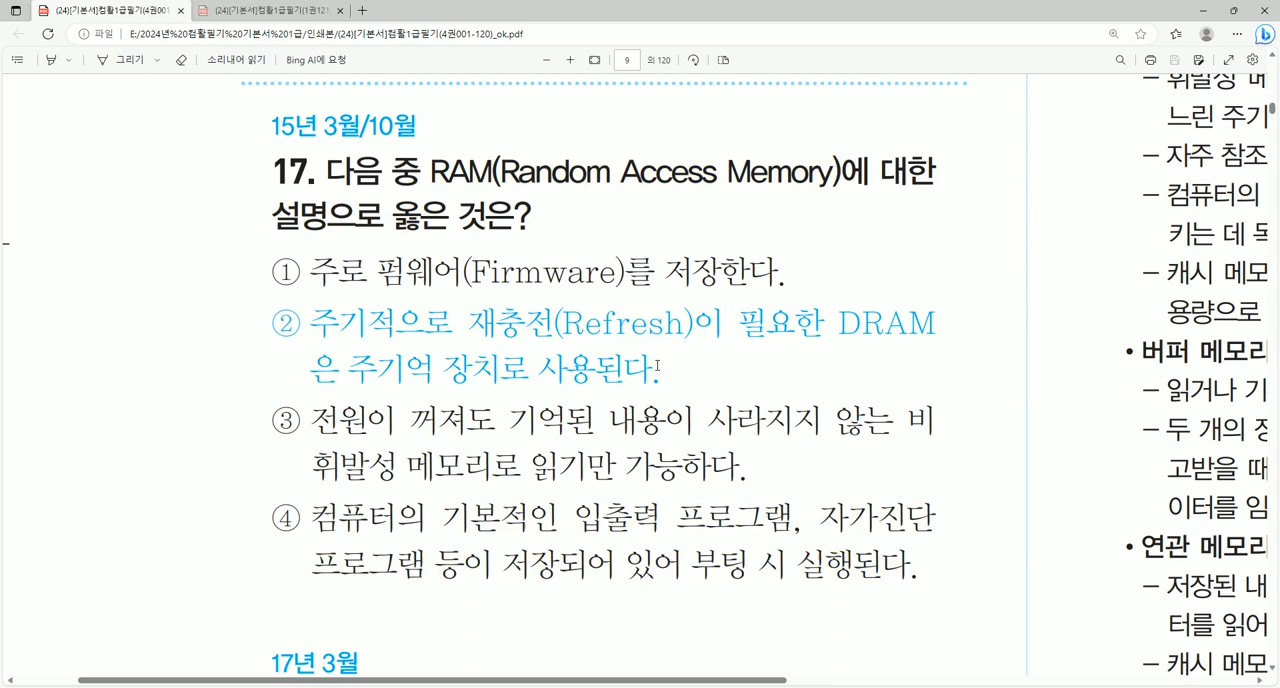 (24)[기본서]컴활1급필기(4권001
(24)[기본서]컴활1급필기(1권121
파일 E:/2024년%20컴활필기%20기본서%201급/인쇄본/(24)[기본서]컴활1급필기(4권001-120)_ok.pdf
그리기 소리내어 읽기 Bing AI에 요청 9 외 120
15년 3월/10월
17. 다음 중 RAM(Random Access Memory)에 대한
설명으로 옳은 것은?
① 주로 펌웨어(Firmware)를 저장한다.
② 주기적으로 재충전(Refresh)이 필요한 DRAM
은 주기억 장치로 사용된다.
③ 전원이 꺼져도 기억된 내용이 사라지지 않는 비
휘발성 메모리로 읽기만 가능하다.
④ 컴퓨터의 기본적인 입출력 프로그램, 자가진단
프로그램 등이 저장되어 있어 부팅 시 실행된다.
17년 3월
– 휘발성 메
느린 주기
– 자주 참조
– 컴퓨터의
키는 데 목
– 캐시 메모
용량으로
• 버퍼 메모리
– 읽거나 기
– 두 개의 장
고받을 때
이터를 임
• 연관 메모리
– 저장된 내
터를 읽어
– 캐시 메모